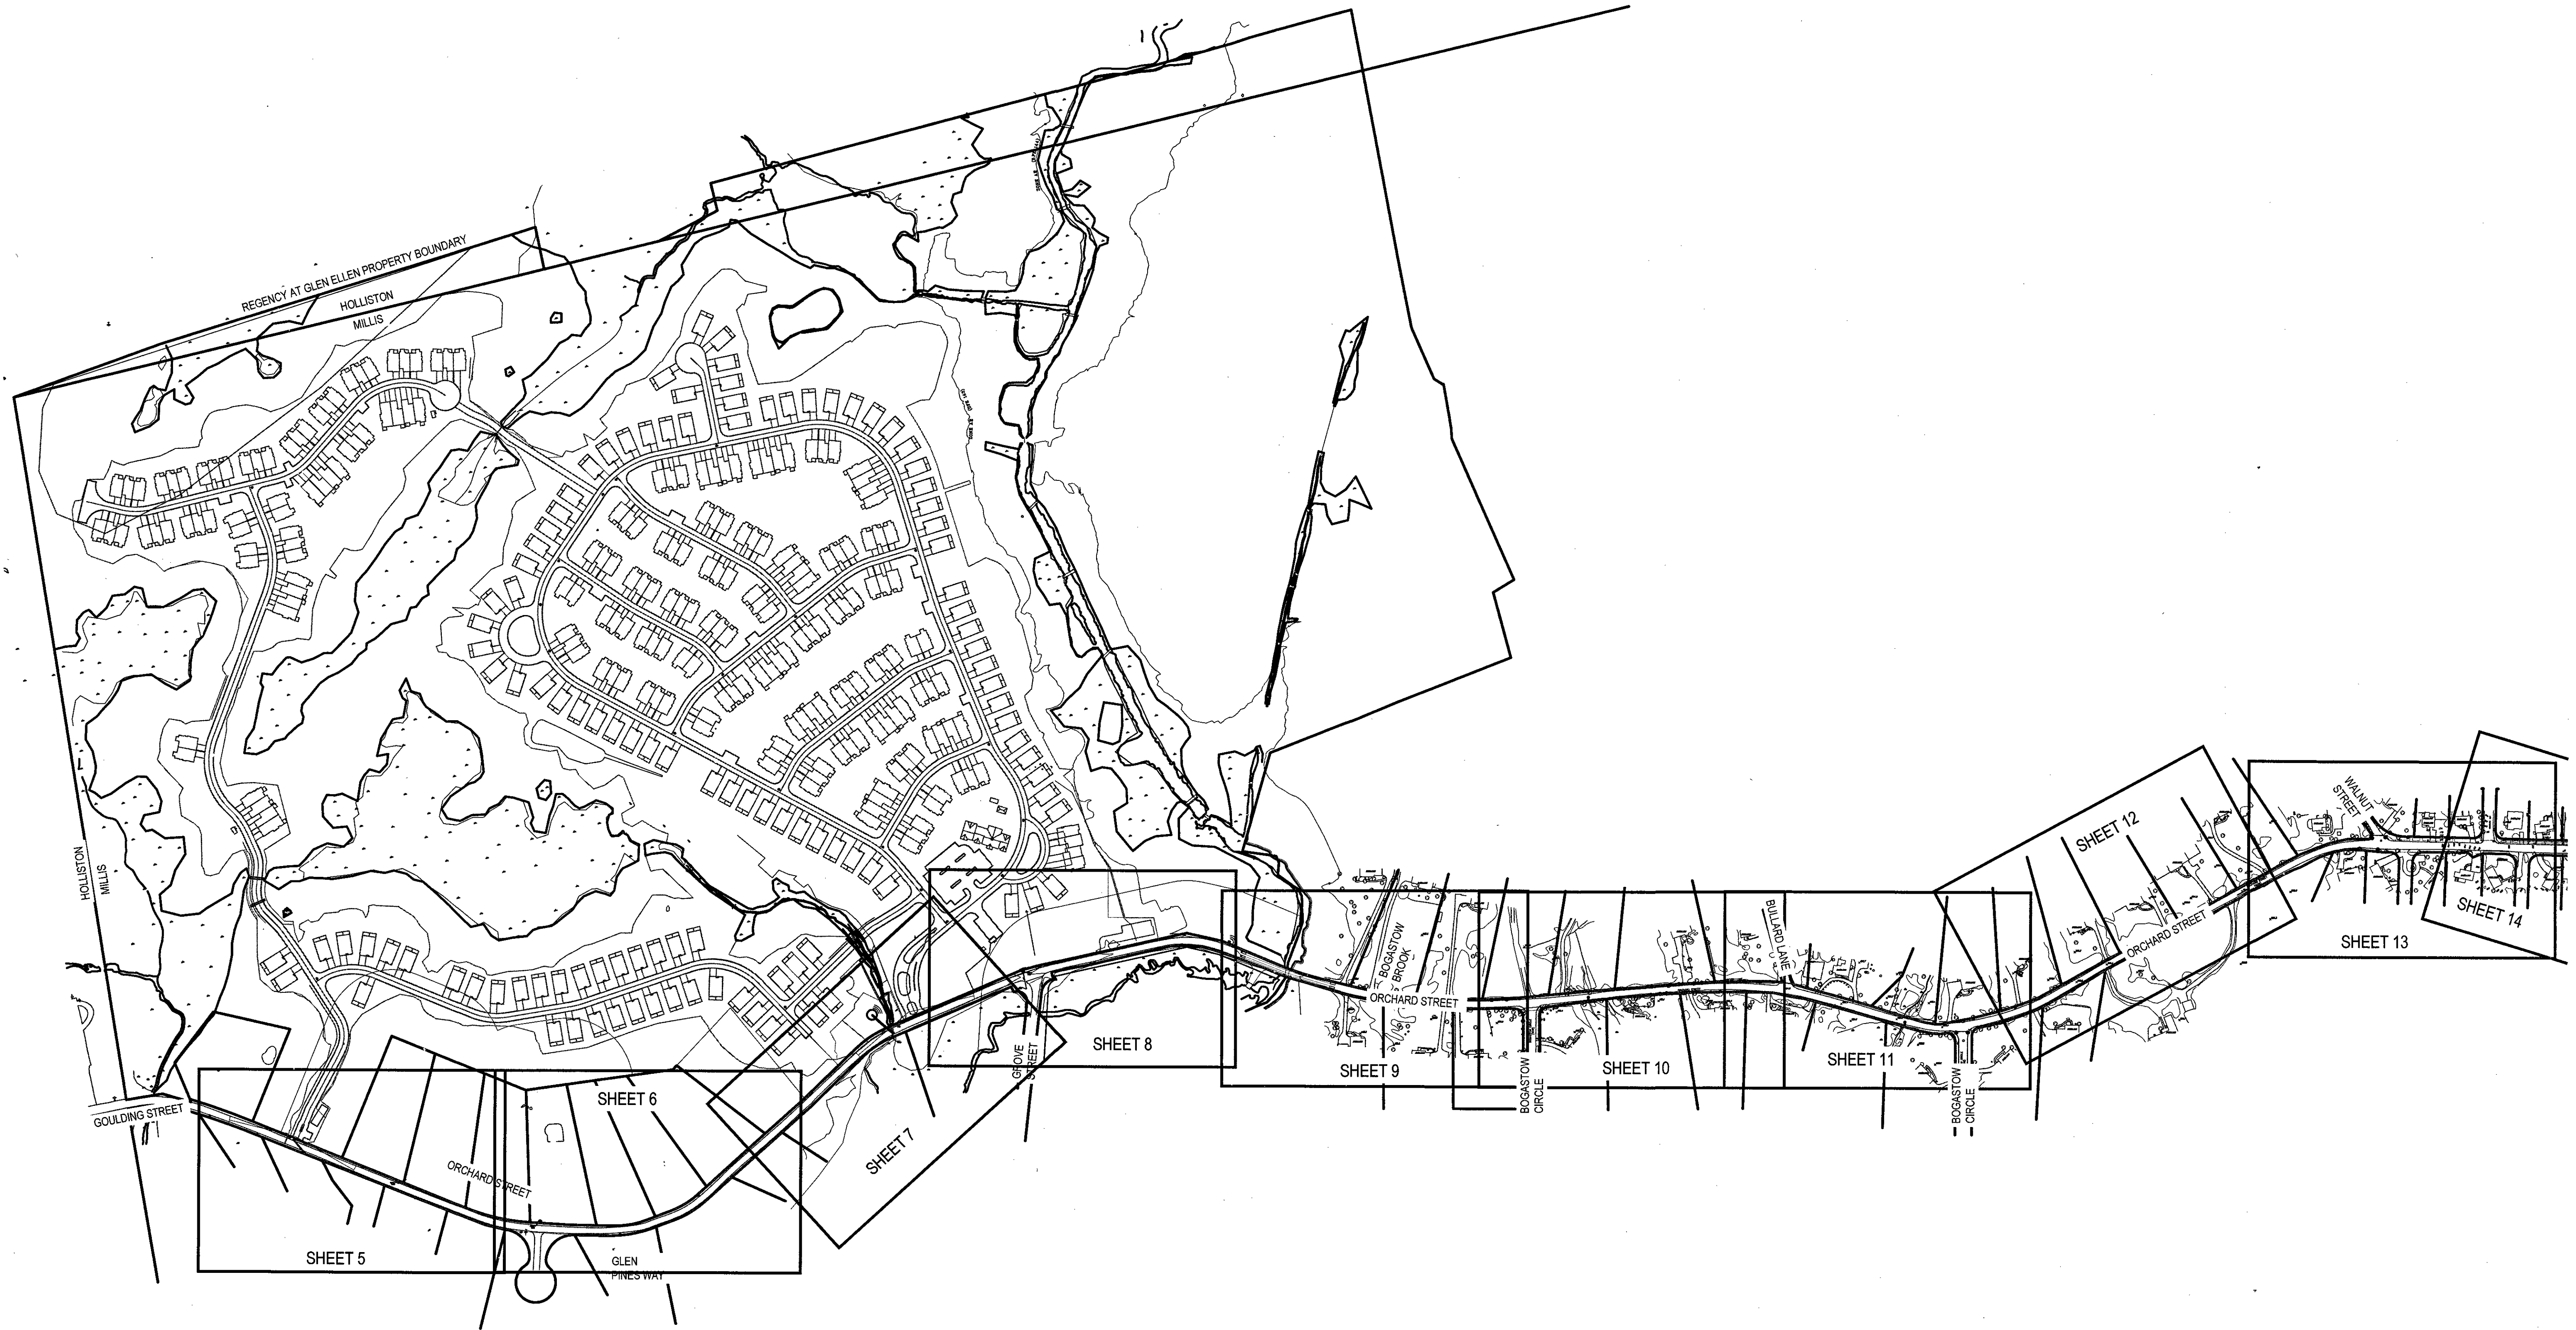 REGENCY AT GLEN ELLEN PROPERTY BOUNDARY
HOLLISTON
MILLIS
HOLLISTON
MILLIS
GOULDING STREET
ORCHARD STREET
SHEET 5
SHEET 6
GLEN
PINES WAY
SHEET 7
GROVE
STREET
SHEET 8
BOGASTOW
BROOK
ORCHARD STREET
SHEET 9
BOGASTOW
CIRCLE
SHEET 10
BULLARD LANE
SHEET 11
BOGASTOW
CIRCLE
SHEET 12
ORCHARD STREET
WALNUT
STREET
SHEET 13
SHEET 14